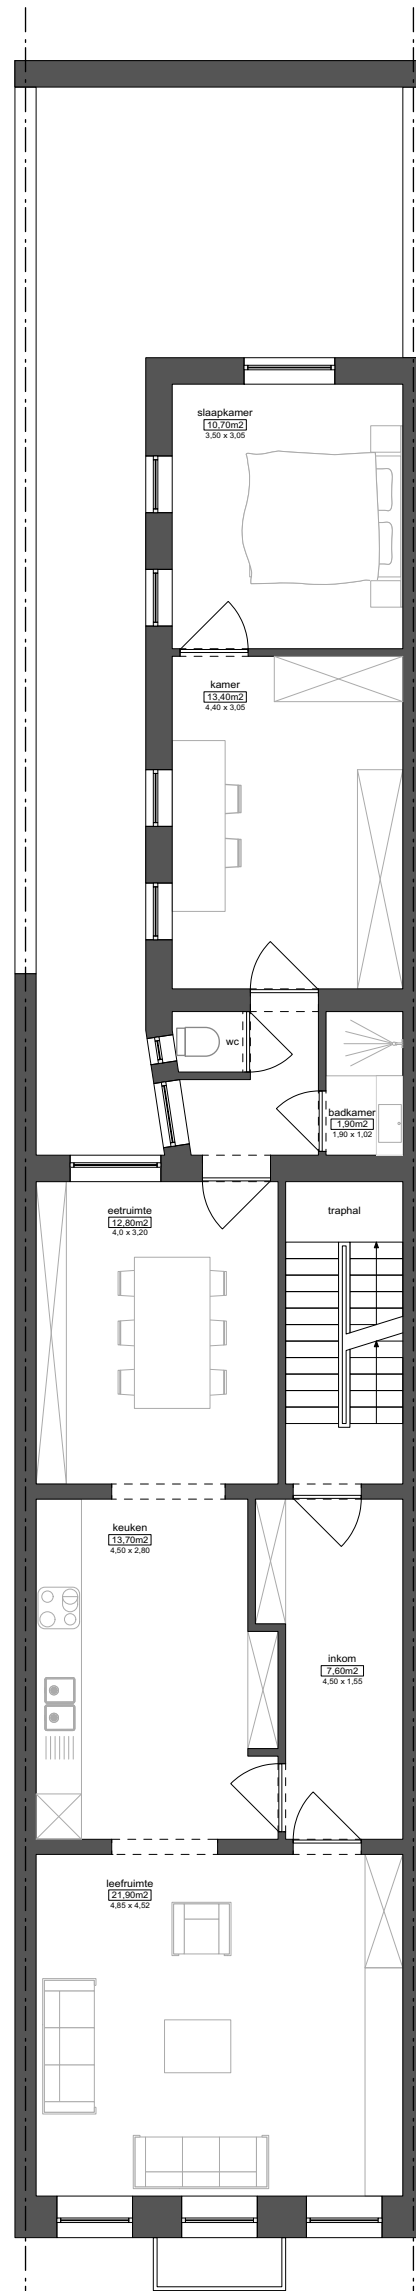 slaapkamer
10,70m2
3,50 x 3,05
kamer
13,40m2
4,40 x 3,05
wc
badkamer
1,90m2
1,90 x 1,02
eetruimte
12,80m2
4,0 x 3,20
traphal
keuken
13,70m2
4,50 x 2,80
inkom
7,60m2
4,50 x 1,55
leefruimte
21,90m2
4,85 x 4,52